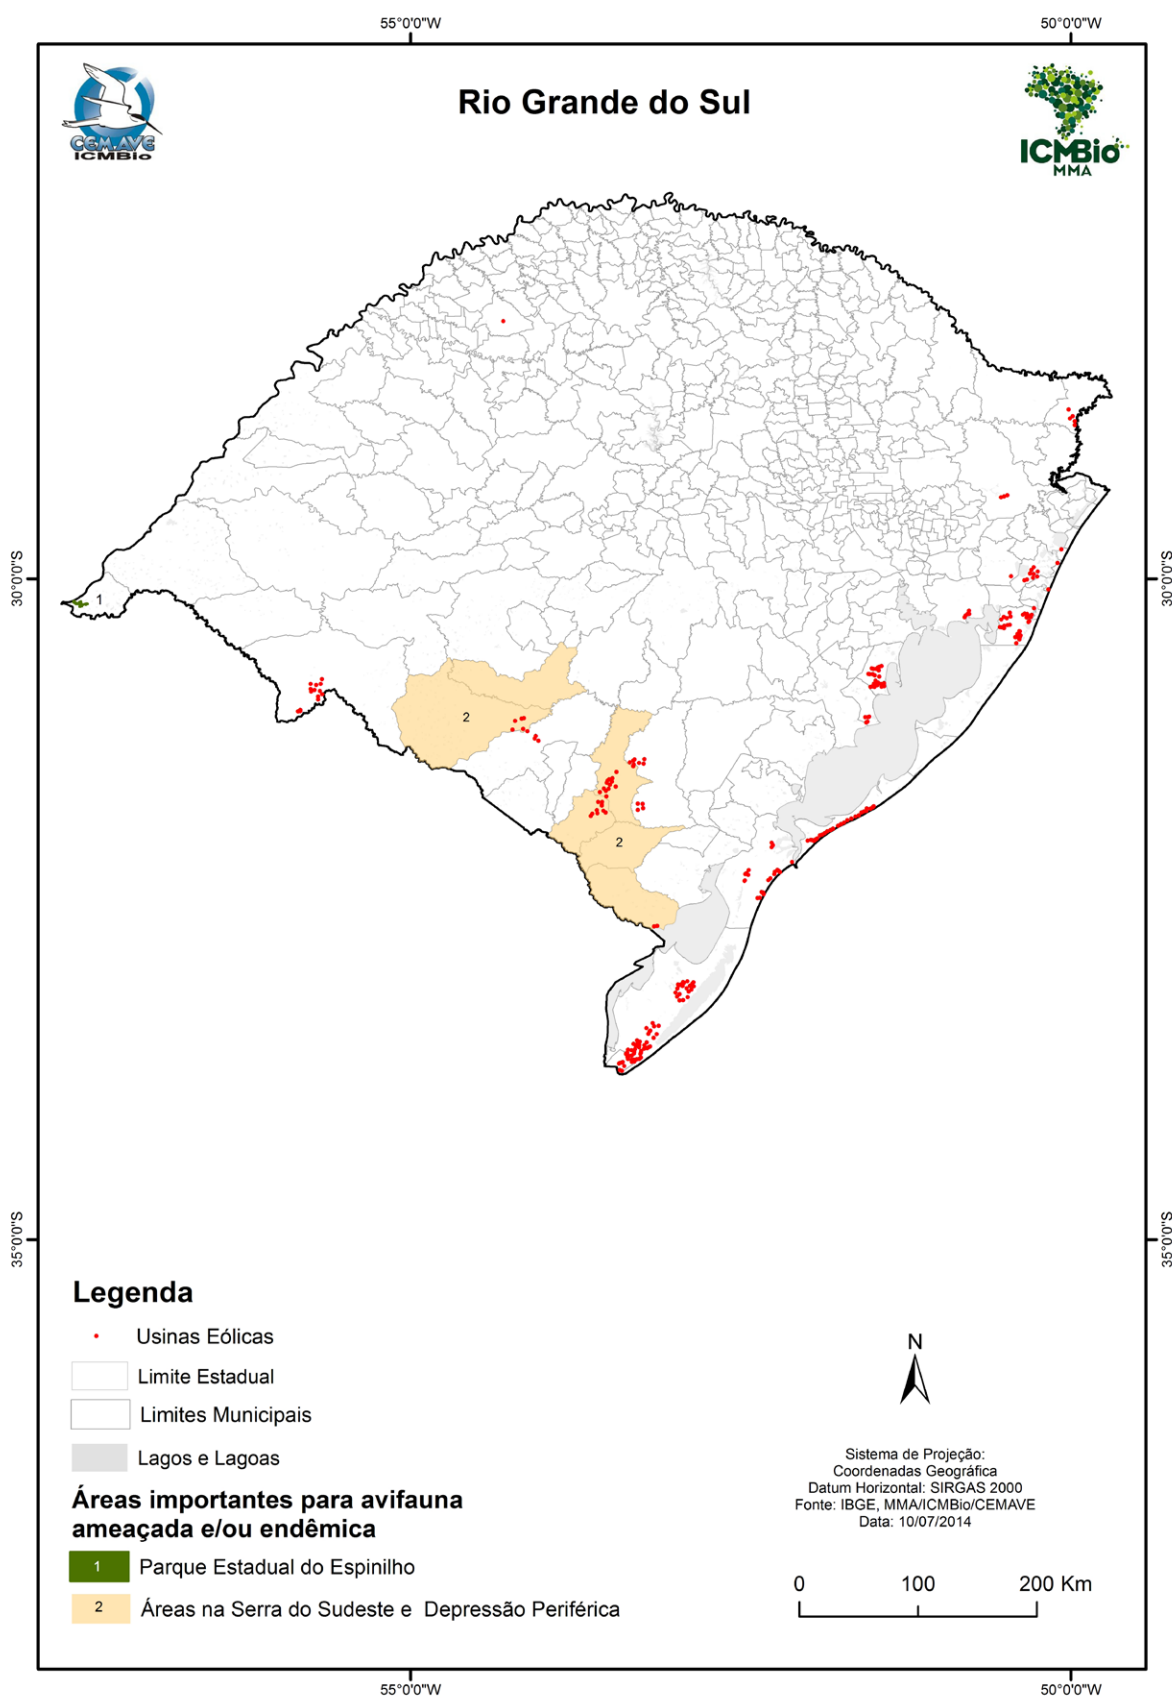 55°0'0"W
50°0'0"W
CEMAVE
ICMBio
Rio Grande do Sul
ICMBio
MMA
30°0'0"S
30°0'0"S
1
2
2
35°0'0"S
35°0'0"S
Legenda
Usinas Eólicas
Limite Estadual
Limites Municipais
Lagos e Lagoas
Áreas importantes para avifauna
ameaçada e/ou endêmica
1 Parque Estadual do Espinilho
2 Áreas na Serra do Sudeste e Depressão Periférica
N
Sistema de Projeção:
Coordenadas Geográfica
Datum Horizontal: SIRGAS 2000
Fonte: IBGE, MMA/ICMBio/CEMAVE
Data: 10/07/2014
0 100 200 Km
55°0'0"W
50°0'0"W